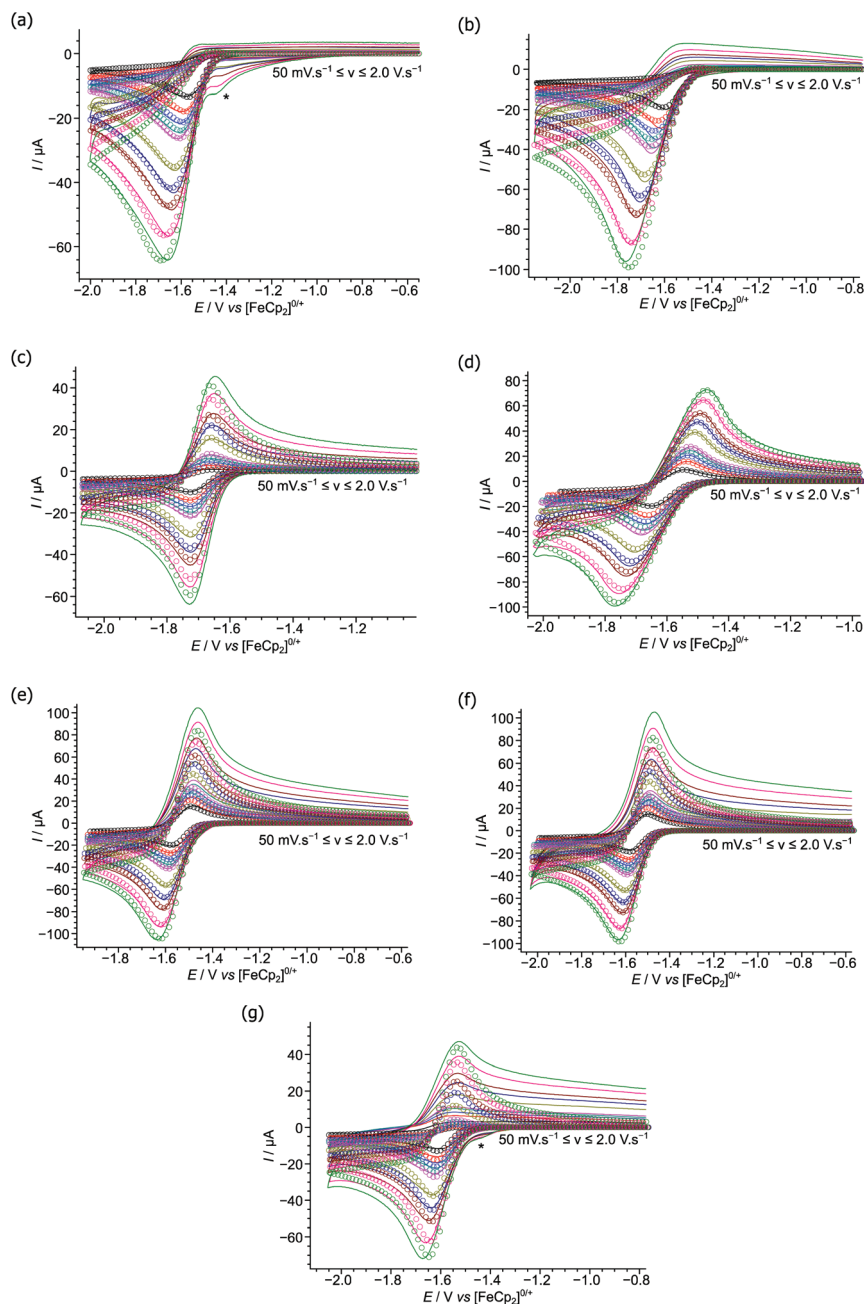 (a)
0
−20
−40
−60
I / µA
50 mV.s⁻¹ ≤ v ≤ 2.0 V.s⁻¹
*
−2.0 −1.8 −1.6 −1.4 −1.2 −1.0 −0.8 −0.6
E / V vs [FeCp₂]⁰/⁺
(b)
20
0
−20
−40
−60
−80
−100
I / µA
50 mV.s⁻¹ ≤ v ≤ 2.0 V.s⁻¹
−2.0 −1.8 −1.6 −1.4 −1.2 −1.0 −0.8
E / V vs [FeCp₂]⁰/⁺
(c)
40
20
0
−20
−40
−60
I / µA
50 mV.s⁻¹ ≤ v ≤ 2.0 V.s⁻¹
−2.0 −1.8 −1.6 −1.4 −1.2
E / V vs [FeCp₂]⁰/⁺
(d)
80
60
40
20
0
−20
−40
−60
−80
−100
I / µA
50 mV.s⁻¹ ≤ v ≤ 2.0 V.s⁻¹
−2.0 −1.8 −1.6 −1.4 −1.2 −1.0
E / V vs [FeCp₂]⁰/⁺
(e)
100
80
60
40
20
0
−20
−40
−60
−80
−100
I / µA
50 mV.s⁻¹ ≤ v ≤ 2.0 V.s⁻¹
−1.8 −1.6 −1.4 −1.2 −1.0 −0.8 −0.6
E / V vs [FeCp₂]⁰/⁺
(f)
100
80
60
40
20
0
−20
−40
−60
−80
−100
I / µA
50 mV.s⁻¹ ≤ v ≤ 2.0 V.s⁻¹
−2.0 −1.8 −1.6 −1.4 −1.2 −1.0 −0.8 −0.6
E / V vs [FeCp₂]⁰/⁺
(g)
40
20
0
−20
−40
−60
I / µA
50 mV.s⁻¹ ≤ v ≤ 2.0 V.s⁻¹
*
−2.0 −1.8 −1.6 −1.4 −1.2 −1.0 −0.8
E / V vs [FeCp₂]⁰/⁺